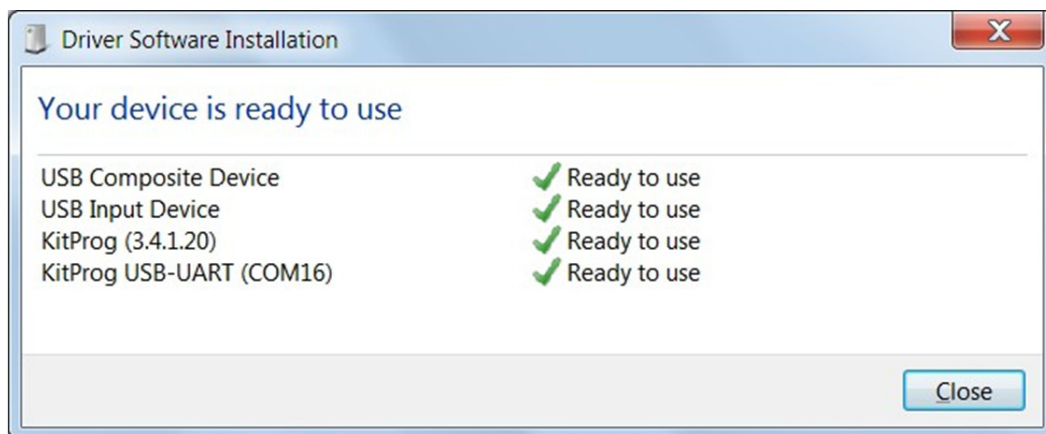 Driver Software Installation
Your device is ready to use
USB Composite Device Ready to use
USB Input Device Ready to use
KitProg (3.4.1.20) Ready to use
KitProg USB-UART (COM16) Ready to use
Close